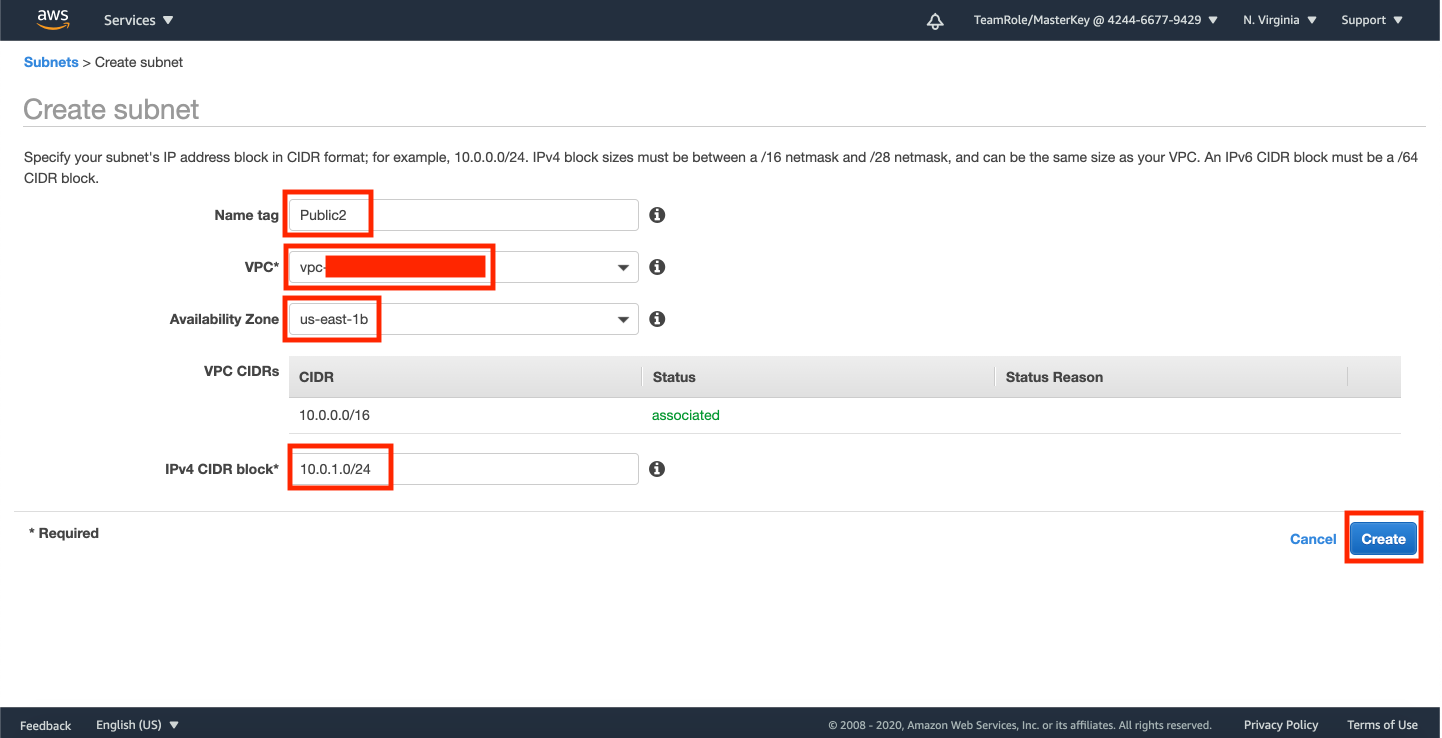 aws Services TeamRole/MasterKey @ 4244-6677-9429 N. Virginia Support
Subnets > Create subnet
Create subnet
Specify your subnet's IP address block in CIDR format; for example, 10.0.0.0/24. IPv4 block sizes must be between a /16 netmask and /28 netmask, and can be the same size as your VPC. An IPv6 CIDR block must be a /64
CIDR block.
Name tag Public2
VPC* vpc-
Availability Zone us-east-1b
VPC CIDRs CIDR Status Status Reason
10.0.0.0/16 associated
IPv4 CIDR block* 10.0.1.0/24
* Required
Cancel Create
Feedback English (US) © 2008 - 2020, Amazon Web Services, Inc. or its affiliates. All rights reserved. Privacy Policy Terms of Use